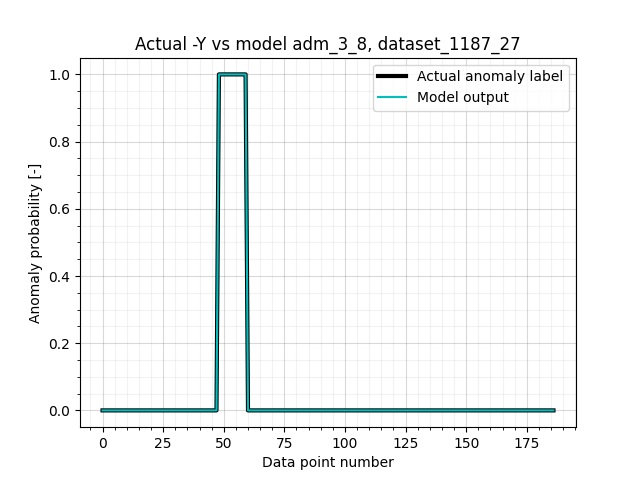 Actual -Y vs model adm_3_8, dataset_1187_27
Actual anomaly label
Model output
Anomaly probability [-]
1.0
0.8
0.6
0.4
0.2
0.0
0 25 50 75 100 125 150 175
Data point number